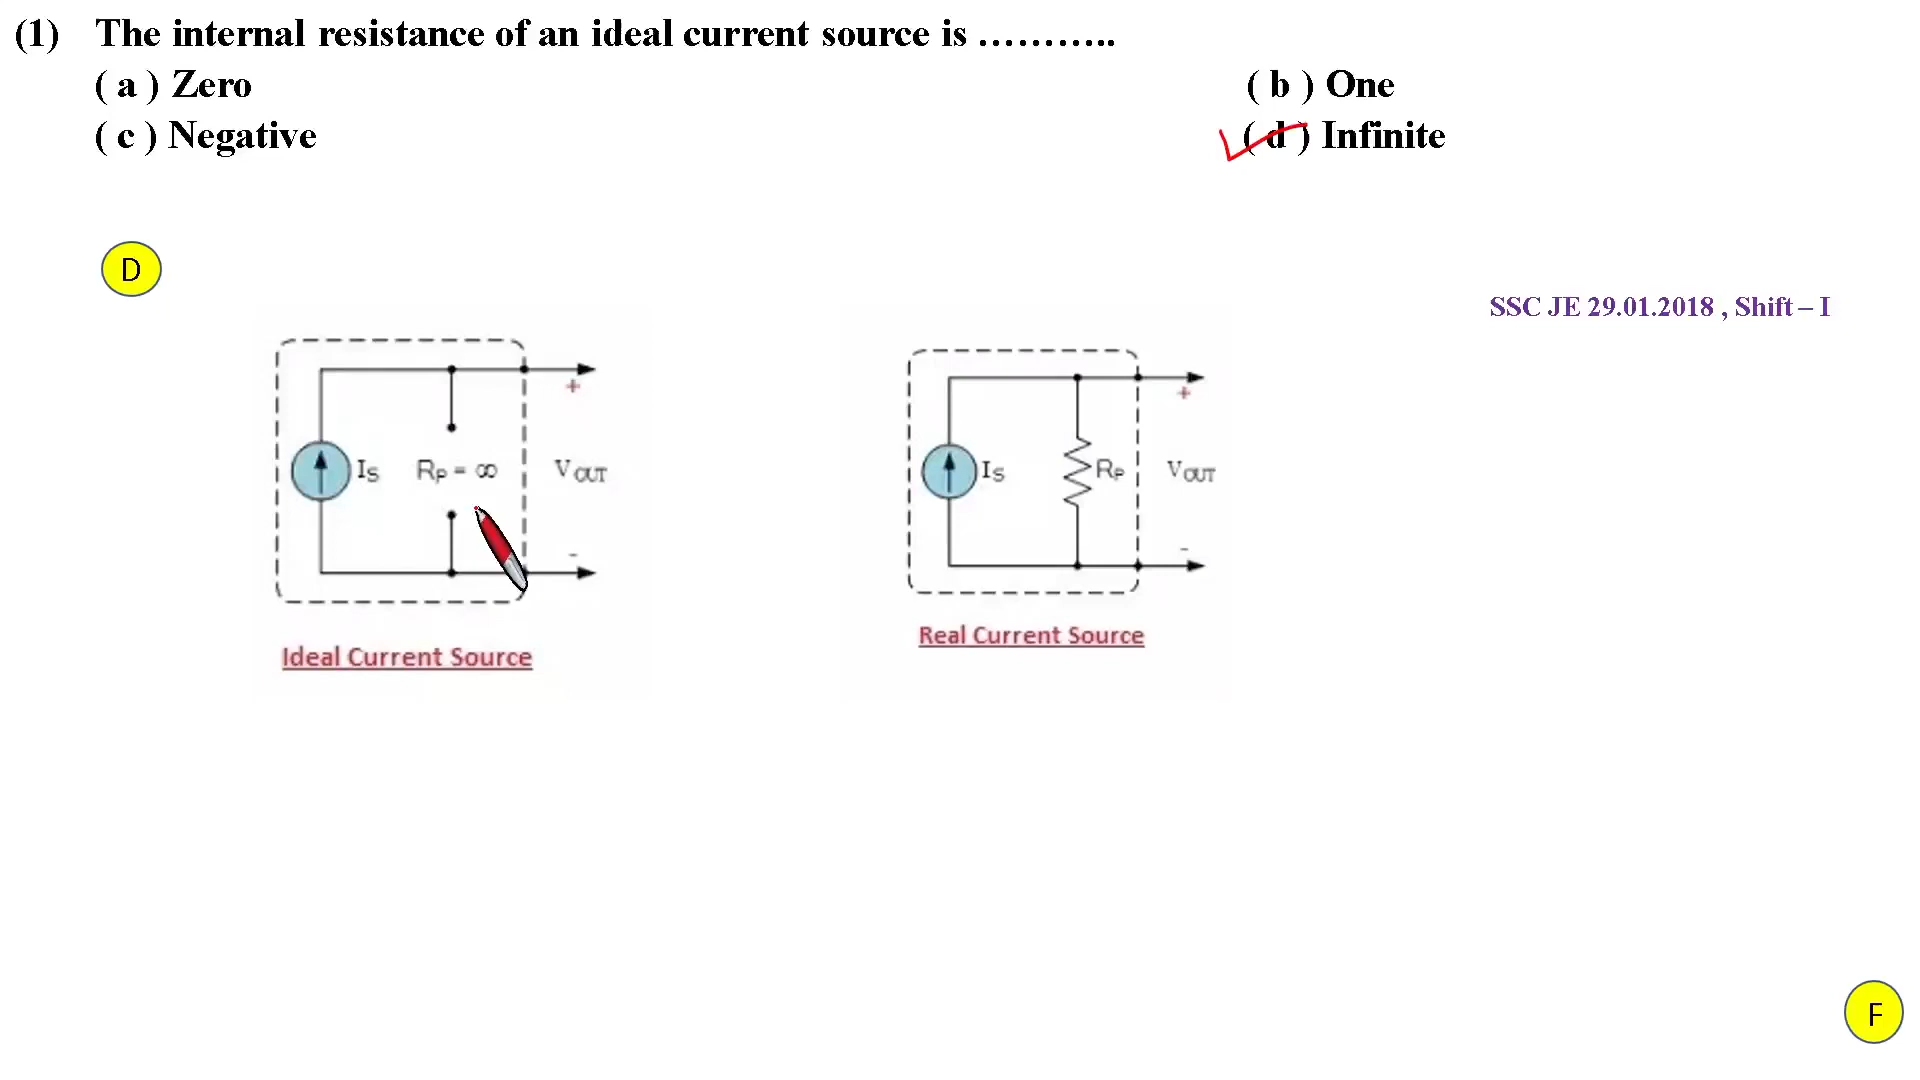 (1) The internal resistance of an ideal current source is ………..
( a ) Zero ( b ) One
( c ) Negative ( d ) Infinite
D
SSC JE 29.01.2018 , Shift – I
+ +
IS RP = ∞ VOUT IS RP VOUT
- -
Ideal Current Source Real Current Source
F